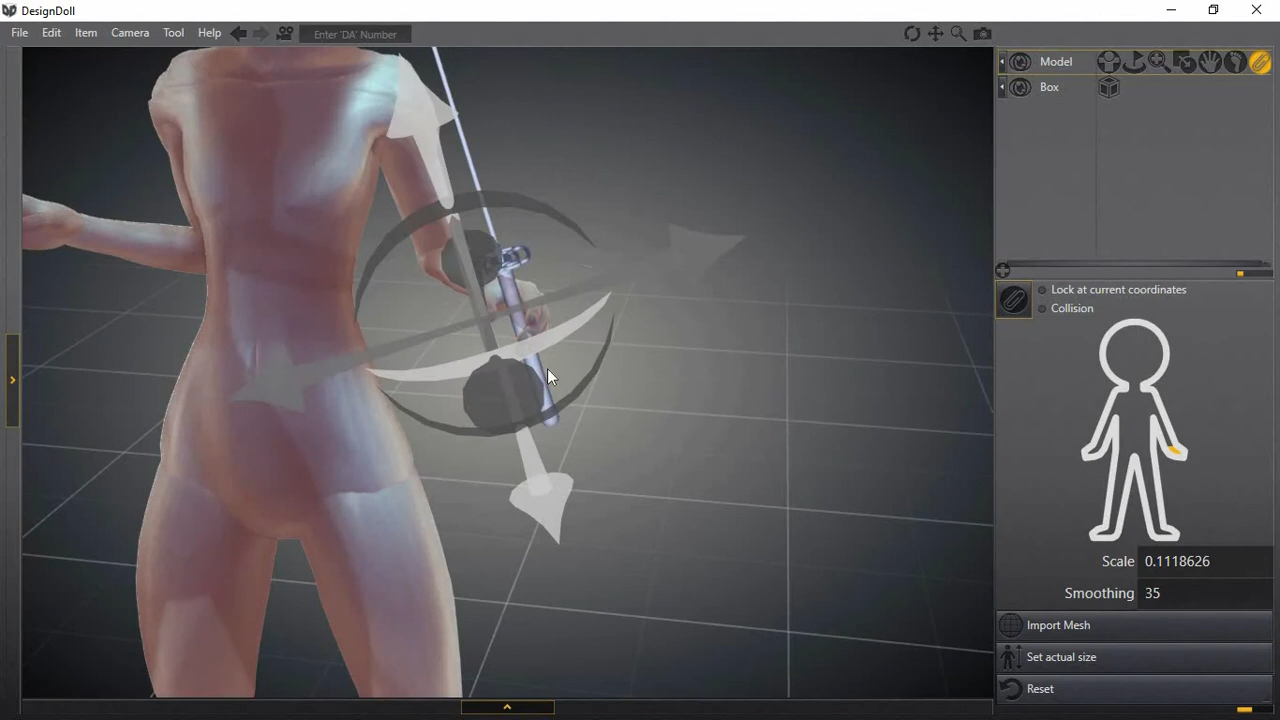 DesignDoll
File Edit Item Camera Tool Help Enter 'DA' Number
Model
Box
Lock at current coordinates
Collision
Scale 0.1118626
Smoothing 35
Import Mesh
Set actual size
Reset